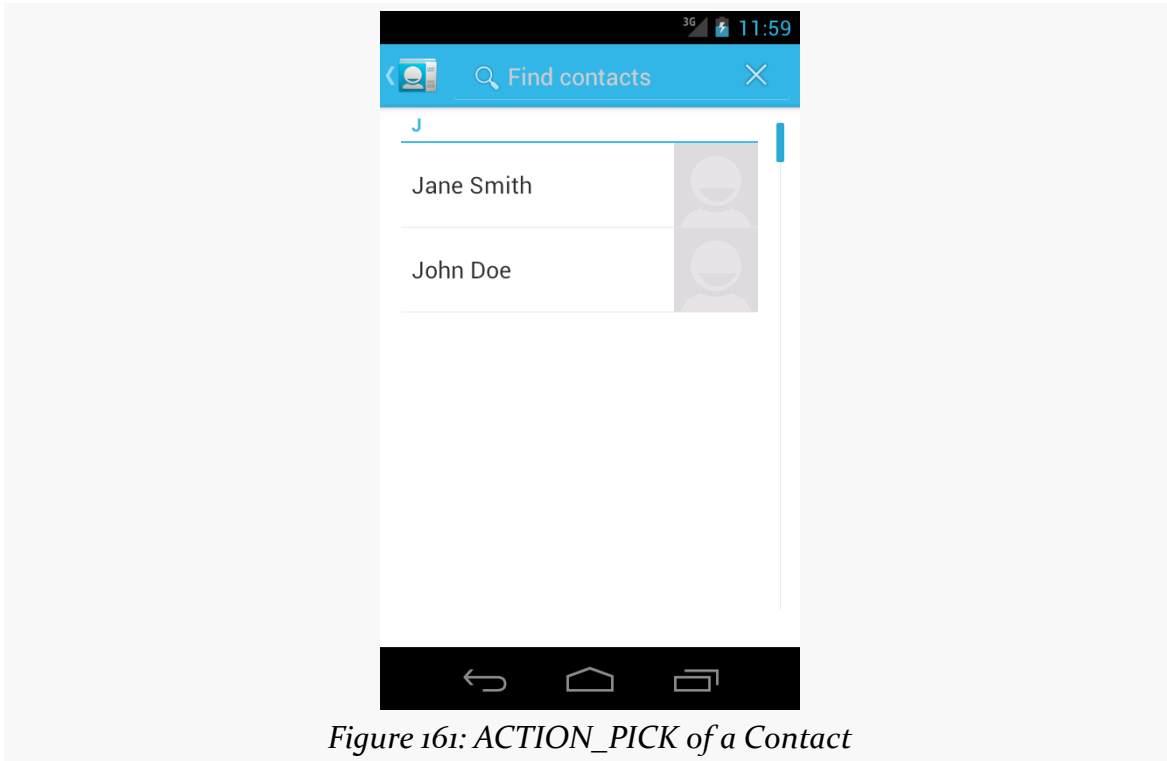 3G 11:59
Find contacts
J
Jane Smith
John Doe
Figure 161: ACTION_PICK of a Contact